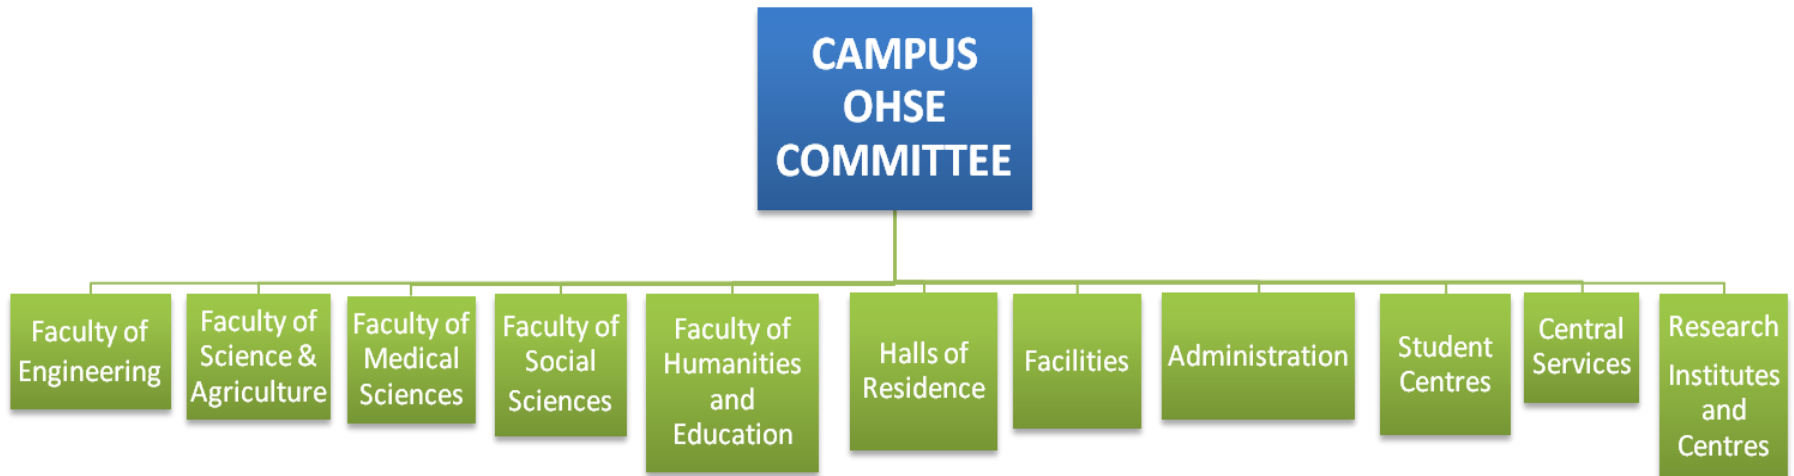 CAMPUS
OHSE
COMMITTEE
Faculty of
Engineering
Faculty of
Science &
Agriculture
Faculty of
Medical
Sciences
Faculty of
Social
Sciences
Faculty of
Humanities
and
Education
Halls of
Residence
Facilities
Administration
Student
Centres
Central
Services
Research
Institutes
and
Centres